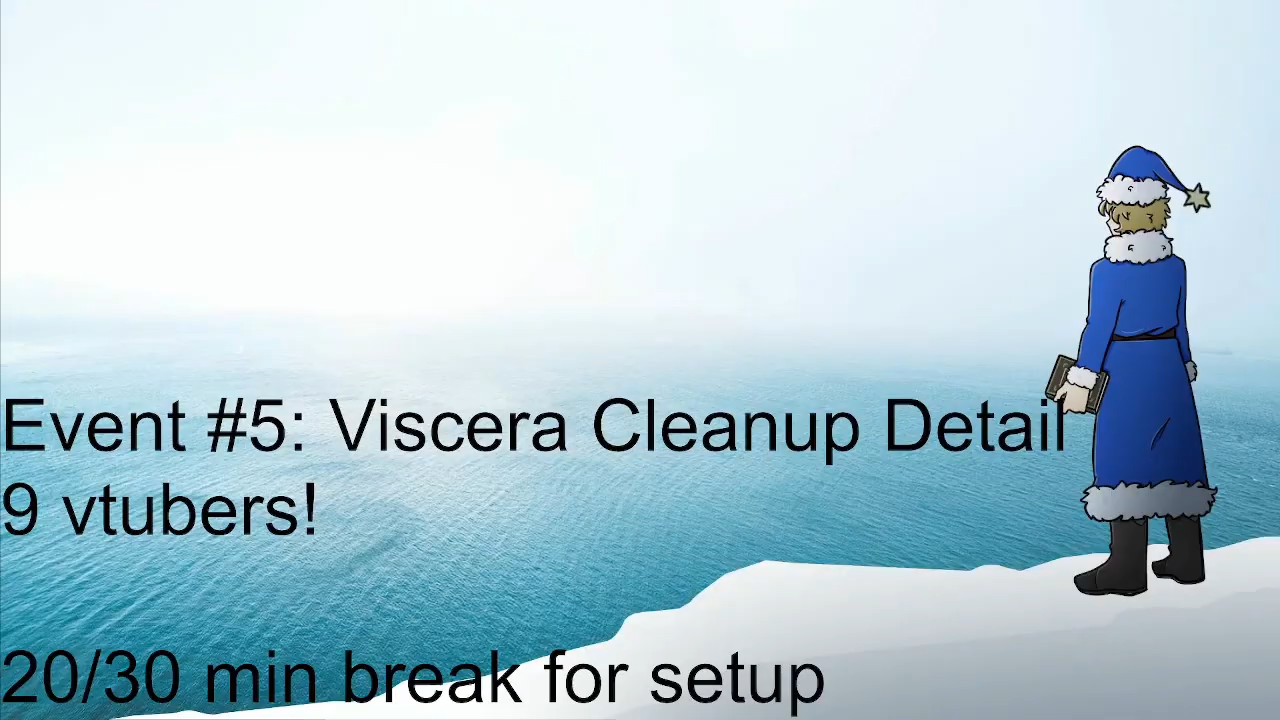 Event #5: Viscera Cleanup Detail
9 vtubers!
20/30 min break for setup